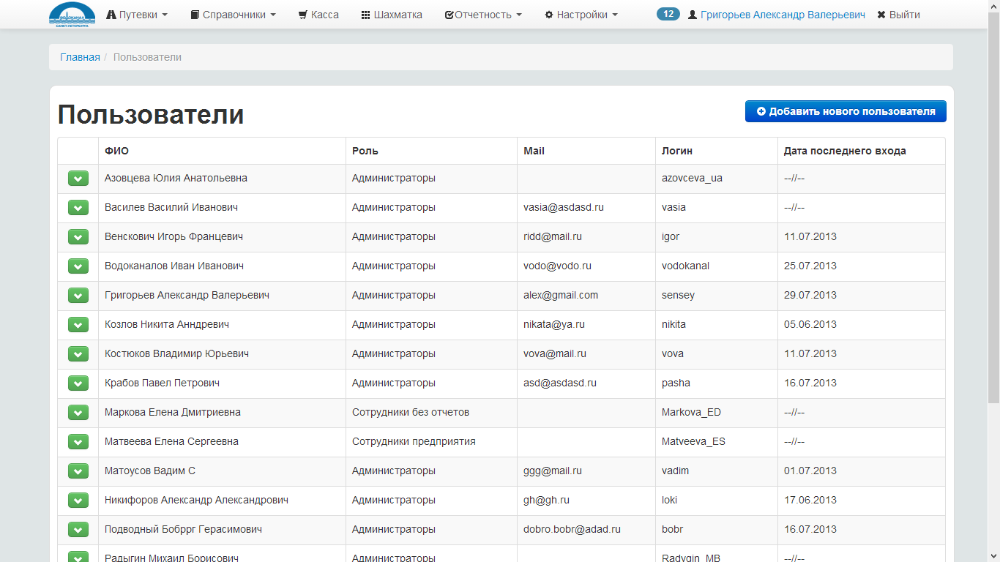 ВОДОКАНАЛ
САНКТ-ПЕТЕРБУРГА
Путевки Справочники Касса Шахматка Отчетность Настройки 12 Григорьев Александр Валерьевич Выйти
Главная / Пользователи
Пользователи Добавить нового пользователя
ФИО Роль Mail Логин Дата последнего входа
Азовцева Юлия Анатольевна Администраторы azovceva_ua --//--
Василев Василий Иванович Администраторы vasia@asdasd.ru vasia --//--
Венскович Игорь Францевич Администраторы ridd@mail.ru igor 11.07.2013
Водоканалов Иван Иванович Администраторы vodo@vodo.ru vodokanal 25.07.2013
Григорьев Александр Валерьевич Администраторы alex@gmail.com sensey 29.07.2013
Козлов Никита Анндревич Администраторы nikata@ya.ru nikita 05.06.2013
Костюков Владимир Юрьевич Администраторы vova@mail.ru vova 11.07.2013
Крабов Павел Петрович Администраторы asd@asdasd.ru pasha 16.07.2013
Маркова Елена Дмитриевна Сотрудники без отчетов Markova_ED --//--
Матвеева Елена Сергеевна Сотрудники предприятия Matveeva_ES --//--
Матоусов Вадим С Администраторы ggg@mail.ru vadim 01.07.2013
Никифоров Александр Александрович Администраторы gh@gh.ru loki 17.06.2013
Подводный Бобррг Герасимович Администраторы dobro.bobr@adad.ru bobr 16.07.2013
Радыгин Михаил Борисович Администраторы Radygin_MB --//--